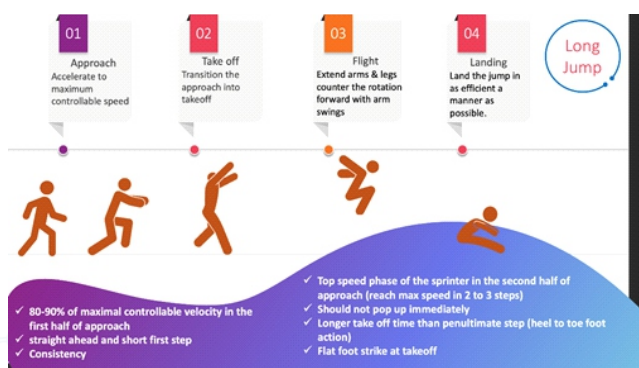 01
Approach
Accelerate to
maximum
controllable speed
02
Take off
Transition the
approach into
takeoff
03
Flight
Extend arms & legs
counter the rotation
forward with arm
swings
04
Landing
Land the jump in
as efficient a
manner as
possible.
Long
Jump
✓ 80-90% of maximal controllable velocity in the
first half of approach
✓ straight ahead and short first step
✓ Consistency
✓ Top speed phase of the sprinter in the second half of
approach (reach max speed in 2 to 3 steps)
✓ Should not pop up immediately
✓ Longer take off time than penultimate step (heel to toe foot
action)
✓ Flat foot strike at takeoff